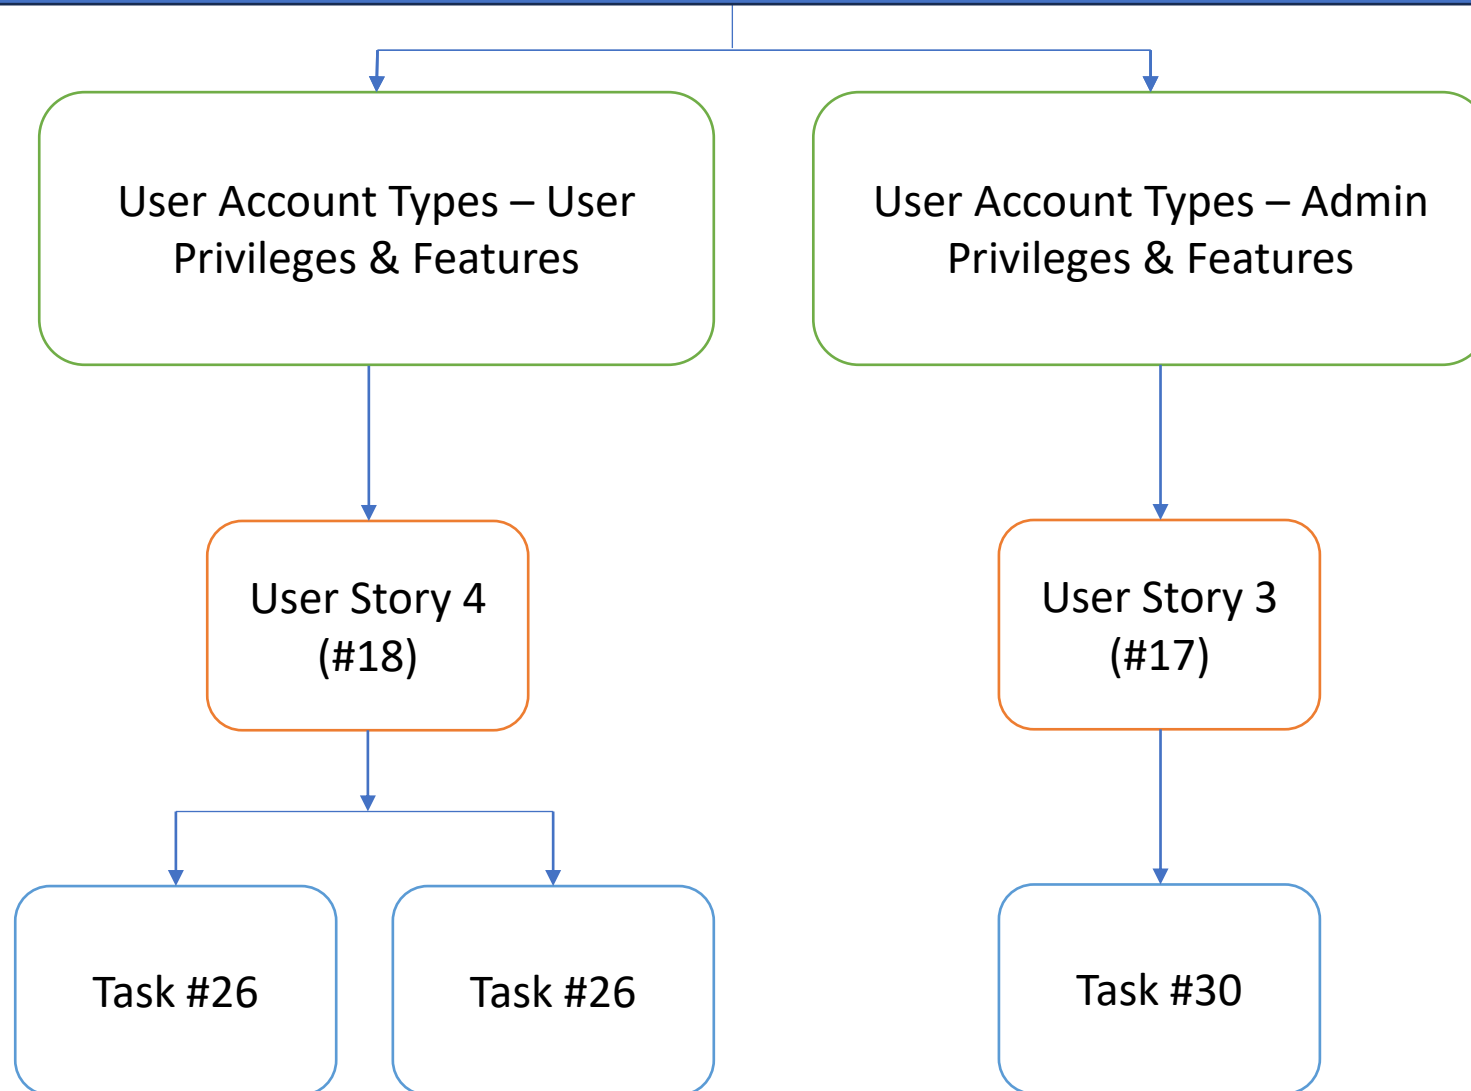 User Account Types – User
Privileges & Features
User Account Types – Admin
Privileges & Features
User Story 4
(#18)
User Story 3
(#17)
Task #26
Task #26
Task #30